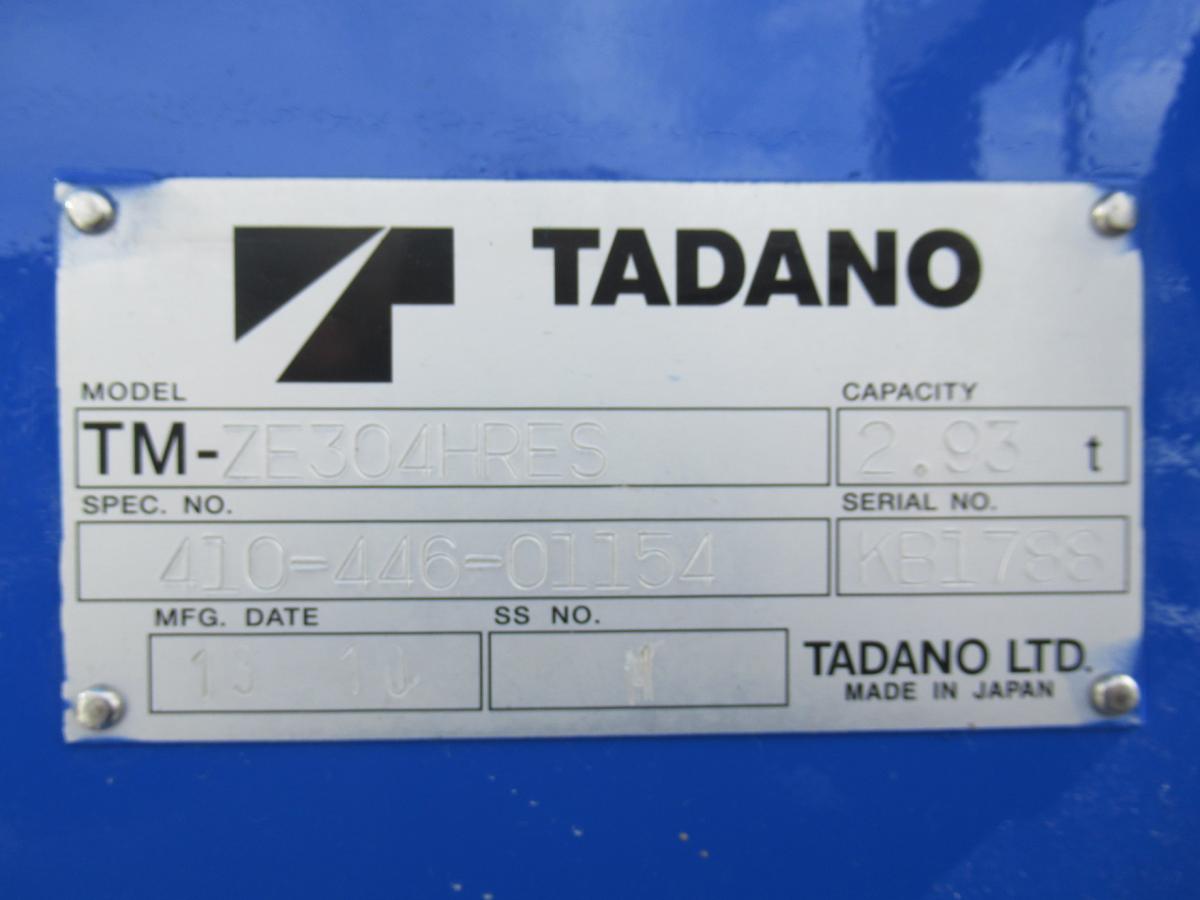 TADANO
MODEL
CAPACITY
TM-ZE304HRES
2.93 t
SPEC. NO.
SERIAL NO.
410-446-01154
KB1788
MFG. DATE
SS NO.
13 10
TADANO LTD.
MADE IN JAPAN